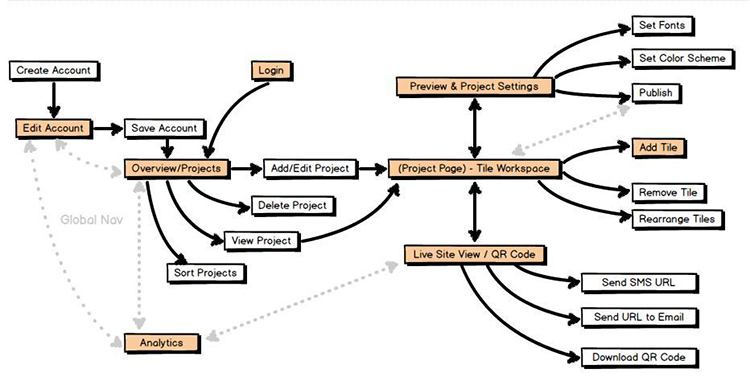 Set Fonts
Create Account
Login
Set Color Scheme
Preview & Project Settings
Publish
Edit Account
Save Account
Add Tile
Overview/Projects
Add/Edit Project
(Project Page) - Tile Workspace
Remove Tile
Delete Project
Rearrange Tiles
Global Nav
View Project
Live Site View / QR Code
Sort Projects
Send SMS URL
Send URL to Email
Analytics
Download QR Code